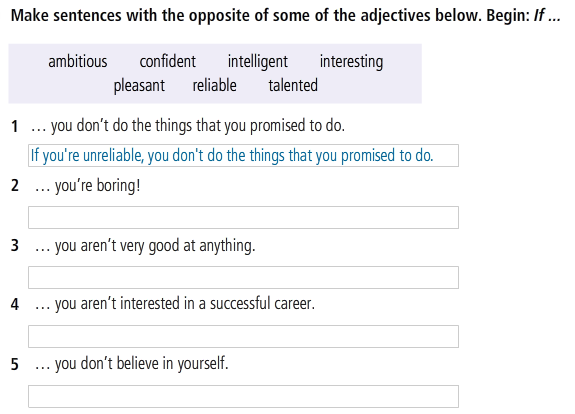 Make sentences with the opposite of some of the adjectives below. Begin: If ...
ambitious confident intelligent interesting
pleasant reliable talented
1 ... you don't do the things that you promised to do.
If you're unreliable, you don't do the things that you promised to do.
2 ... you're boring!
3 ... you aren't very good at anything.
4 ... you aren't interested in a successful career.
5 ... you don't believe in yourself.